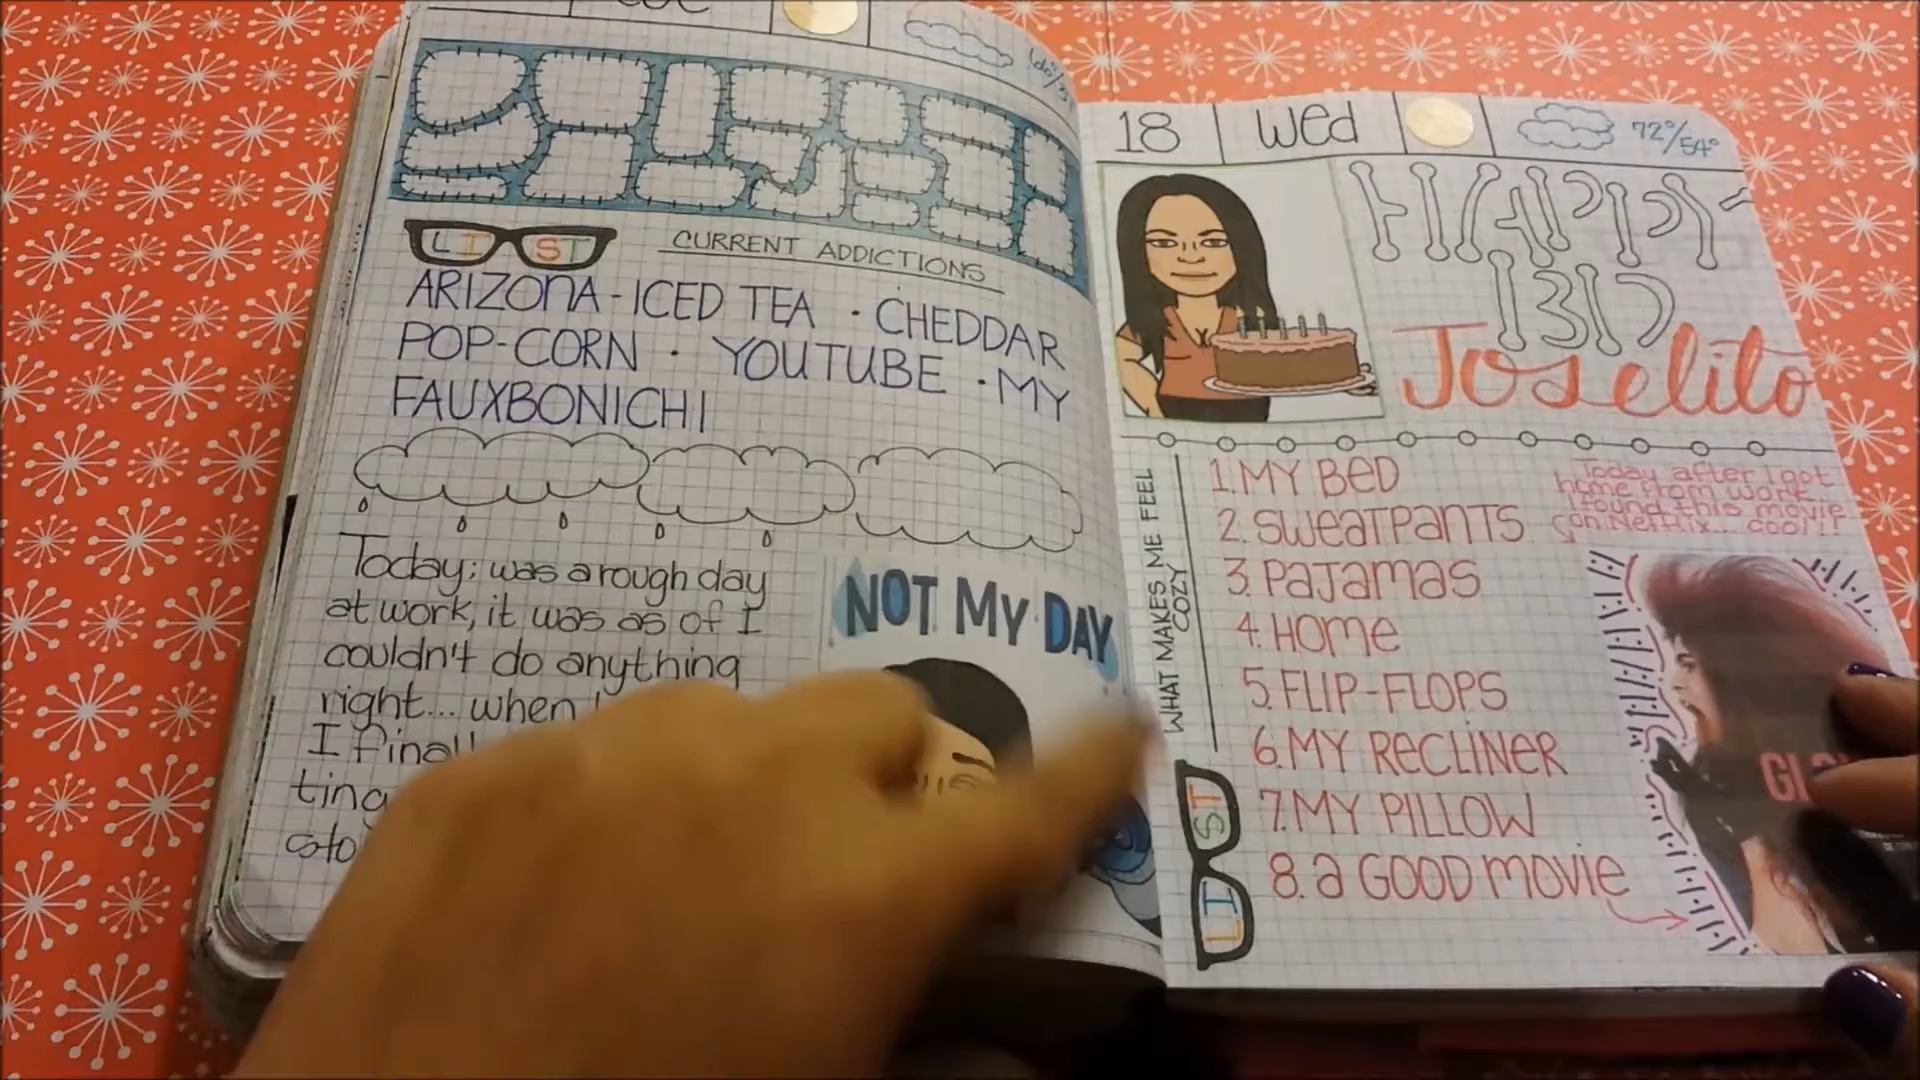 LIST
CURRENT ADDICTIONS
ARIZONA-ICED TEA · CHEDDAR
POP-CORN · YOUTUBE · MY
FAUXBONICHI
Today; was a rough day
at work, it was as of I
couldn't do anything
right... when
I
NOT MY DAY
18 wed 72°/54°
HAPPY
BD
Joselito
WHAT MAKES ME FEEL
COZY
LIST
1. MY BED
2. SWEATPANTS
3. PAJAMAS
4. HOME
5. FLIP-FLOPS
6. MY RECLINER
7. MY PILLOW
8. a GOOD MOVIE
Today after I got
home from work..
I found this movie
on Netflix... cool!!